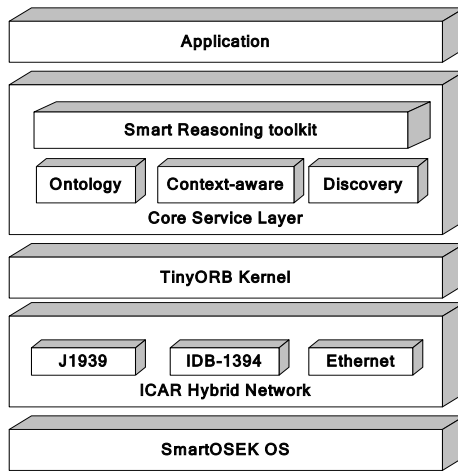 Application
Smart Reasoning toolkit
Ontology
Context-aware
Discovery
Core Service Layer
TinyORB Kernel
J1939
IDB-1394
Ethernet
ICAR Hybrid Network
SmartOSEK OS